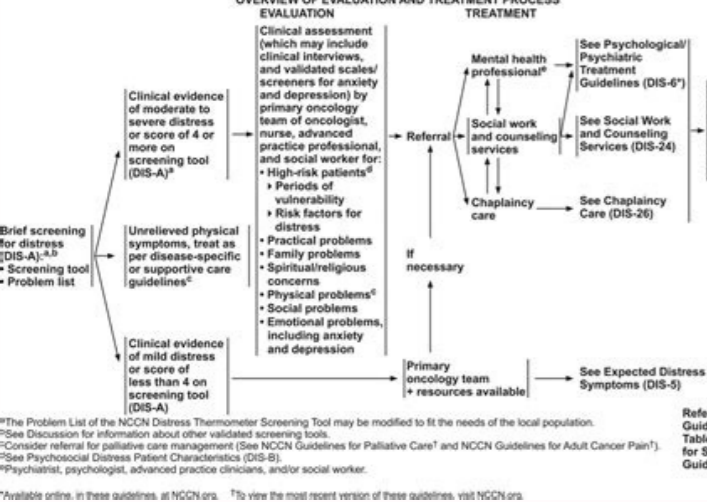 OVERVIEW OF EVALUATION AND TREATMENT PROCESS
EVALUATION
TREATMENT
Brief screening
for distress
(DIS-A):a,b
• Screening tool
• Problem list
Clinical evidence
of moderate to
severe distress
or score of 4 or
more on
screening tool
(DIS-A)a
Unrelieved physical
symptoms, treat as
per disease-specific
or supportive care
guidelinesc
Clinical evidence
of mild distress
or score of
less than 4 on
screening tool
(DIS-A)
Clinical assessment
(which may include
clinical interviews,
and validated scales/
screeners for anxiety
and depression) by
primary oncology
team of oncologist,
nurse, advanced
practice professional,
and social worker for:
• High-risk patientsd
Periods of
vulnerability
Risk factors for
distress
• Practical problems
• Family problems
• Spiritual/religious
concerns
• Physical problemsc
• Social problems
• Emotional problems,
including anxiety
and depression
Referral
If
necessary
Primary
oncology team
+ resources available
Mental health
professionale
Social work
and counseling
services
Chaplaincy
care
See Psychological/
Psychiatric
Treatment
Guidelines (DIS-6*)
See Social Work
and Counseling
Services (DIS-24)
See Chaplaincy
Care (DIS-26)
See Expected Distress
Symptoms (DIS-5)
aThe Problem List of the NCCN Distress Thermometer Screening Tool may be modified to fit the needs of the local population.
bSee Discussion for information about other validated screening tools.
cConsider referral for palliative care management (See NCCN Guidelines for Palliative Care† and NCCN Guidelines for Adult Cancer Pain†).
dSee Psychosocial Distress Patient Characteristics (DIS-B).
ePsychiatrist, psychologist, advanced practice clinicians, and/or social worker.
*Available online, in these guidelines, at NCCN.org. †To view the most recent version of these guidelines, visit NCCN.org.
for S